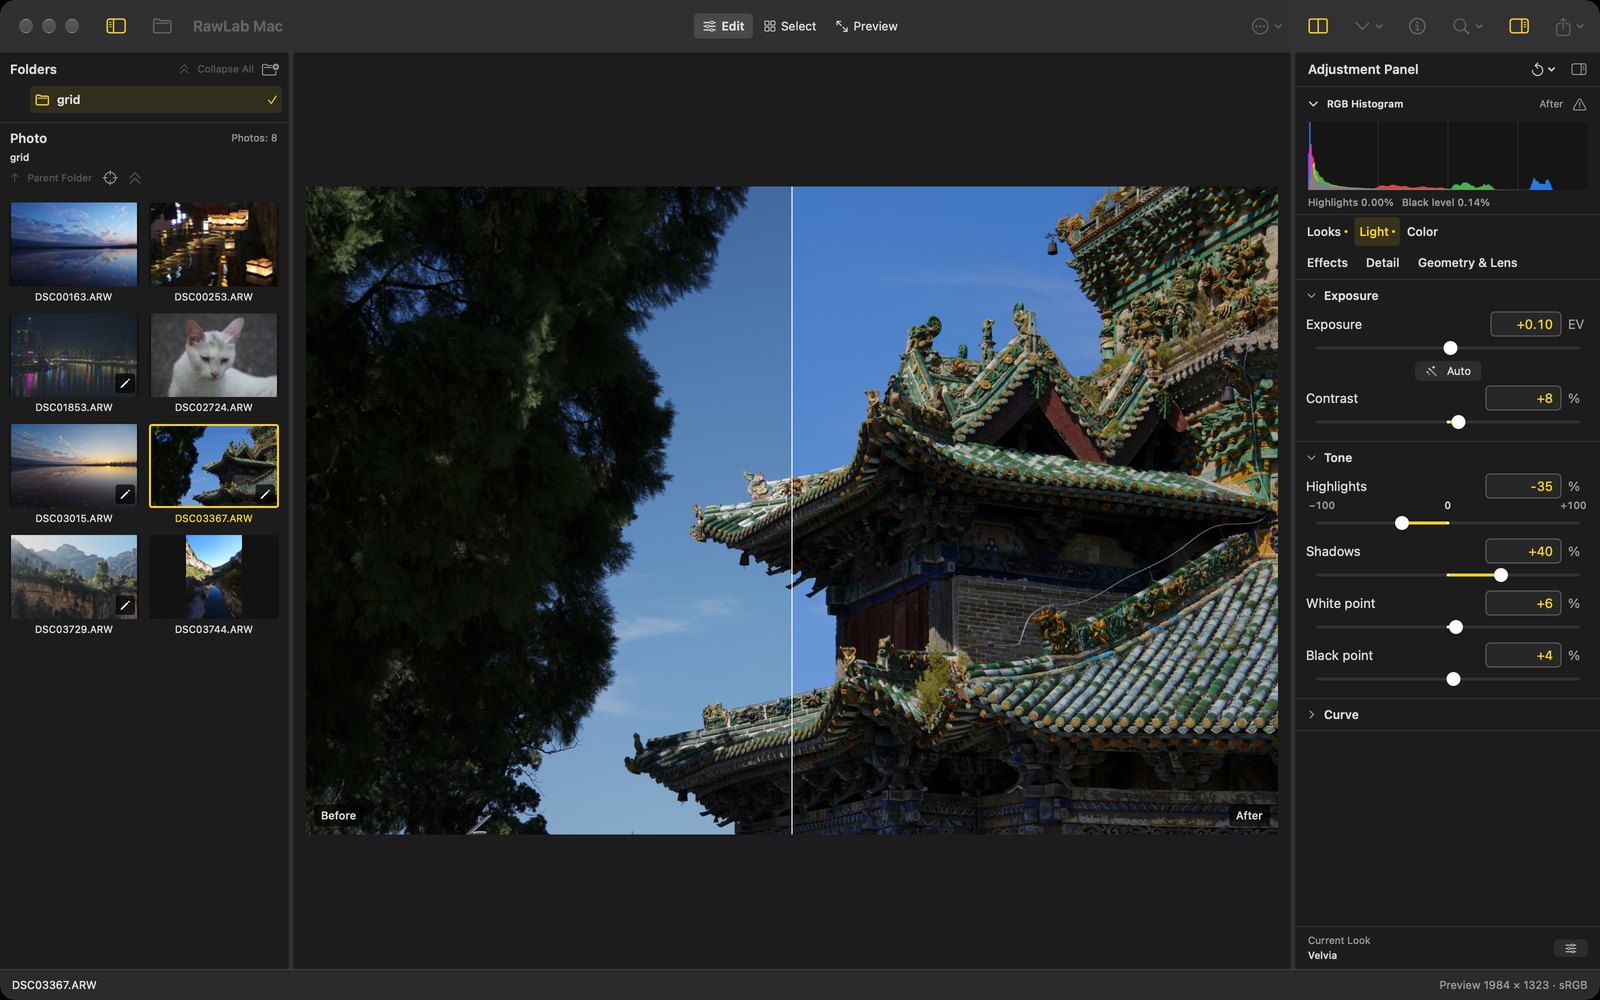 RawLab Mac
Edit
Select
Preview
Folders
Collapse All
grid
Photo
Photos: 8
grid
Parent Folder
DSC00163.ARW
DSC00253.ARW
DSC01853.ARW
DSC02724.ARW
DSC03015.ARW
DSC03367.ARW
DSC03729.ARW
DSC03744.ARW
Before
After
Adjustment Panel
RGB Histogram
After
Highlights 0.00%
Black level 0.14%
Looks •
Light •
Color
Effects
Detail
Geometry & Lens
Exposure
Exposure
+0.10
EV
Auto
Contrast
+8
%
Tone
Highlights
-35
%
−100
0
+100
Shadows
+40
%
White point
+6
%
Black point
+4
%
Curve
Current Look
Velvia
DSC03367.ARW
Preview 1984 × 1323 · sRGB